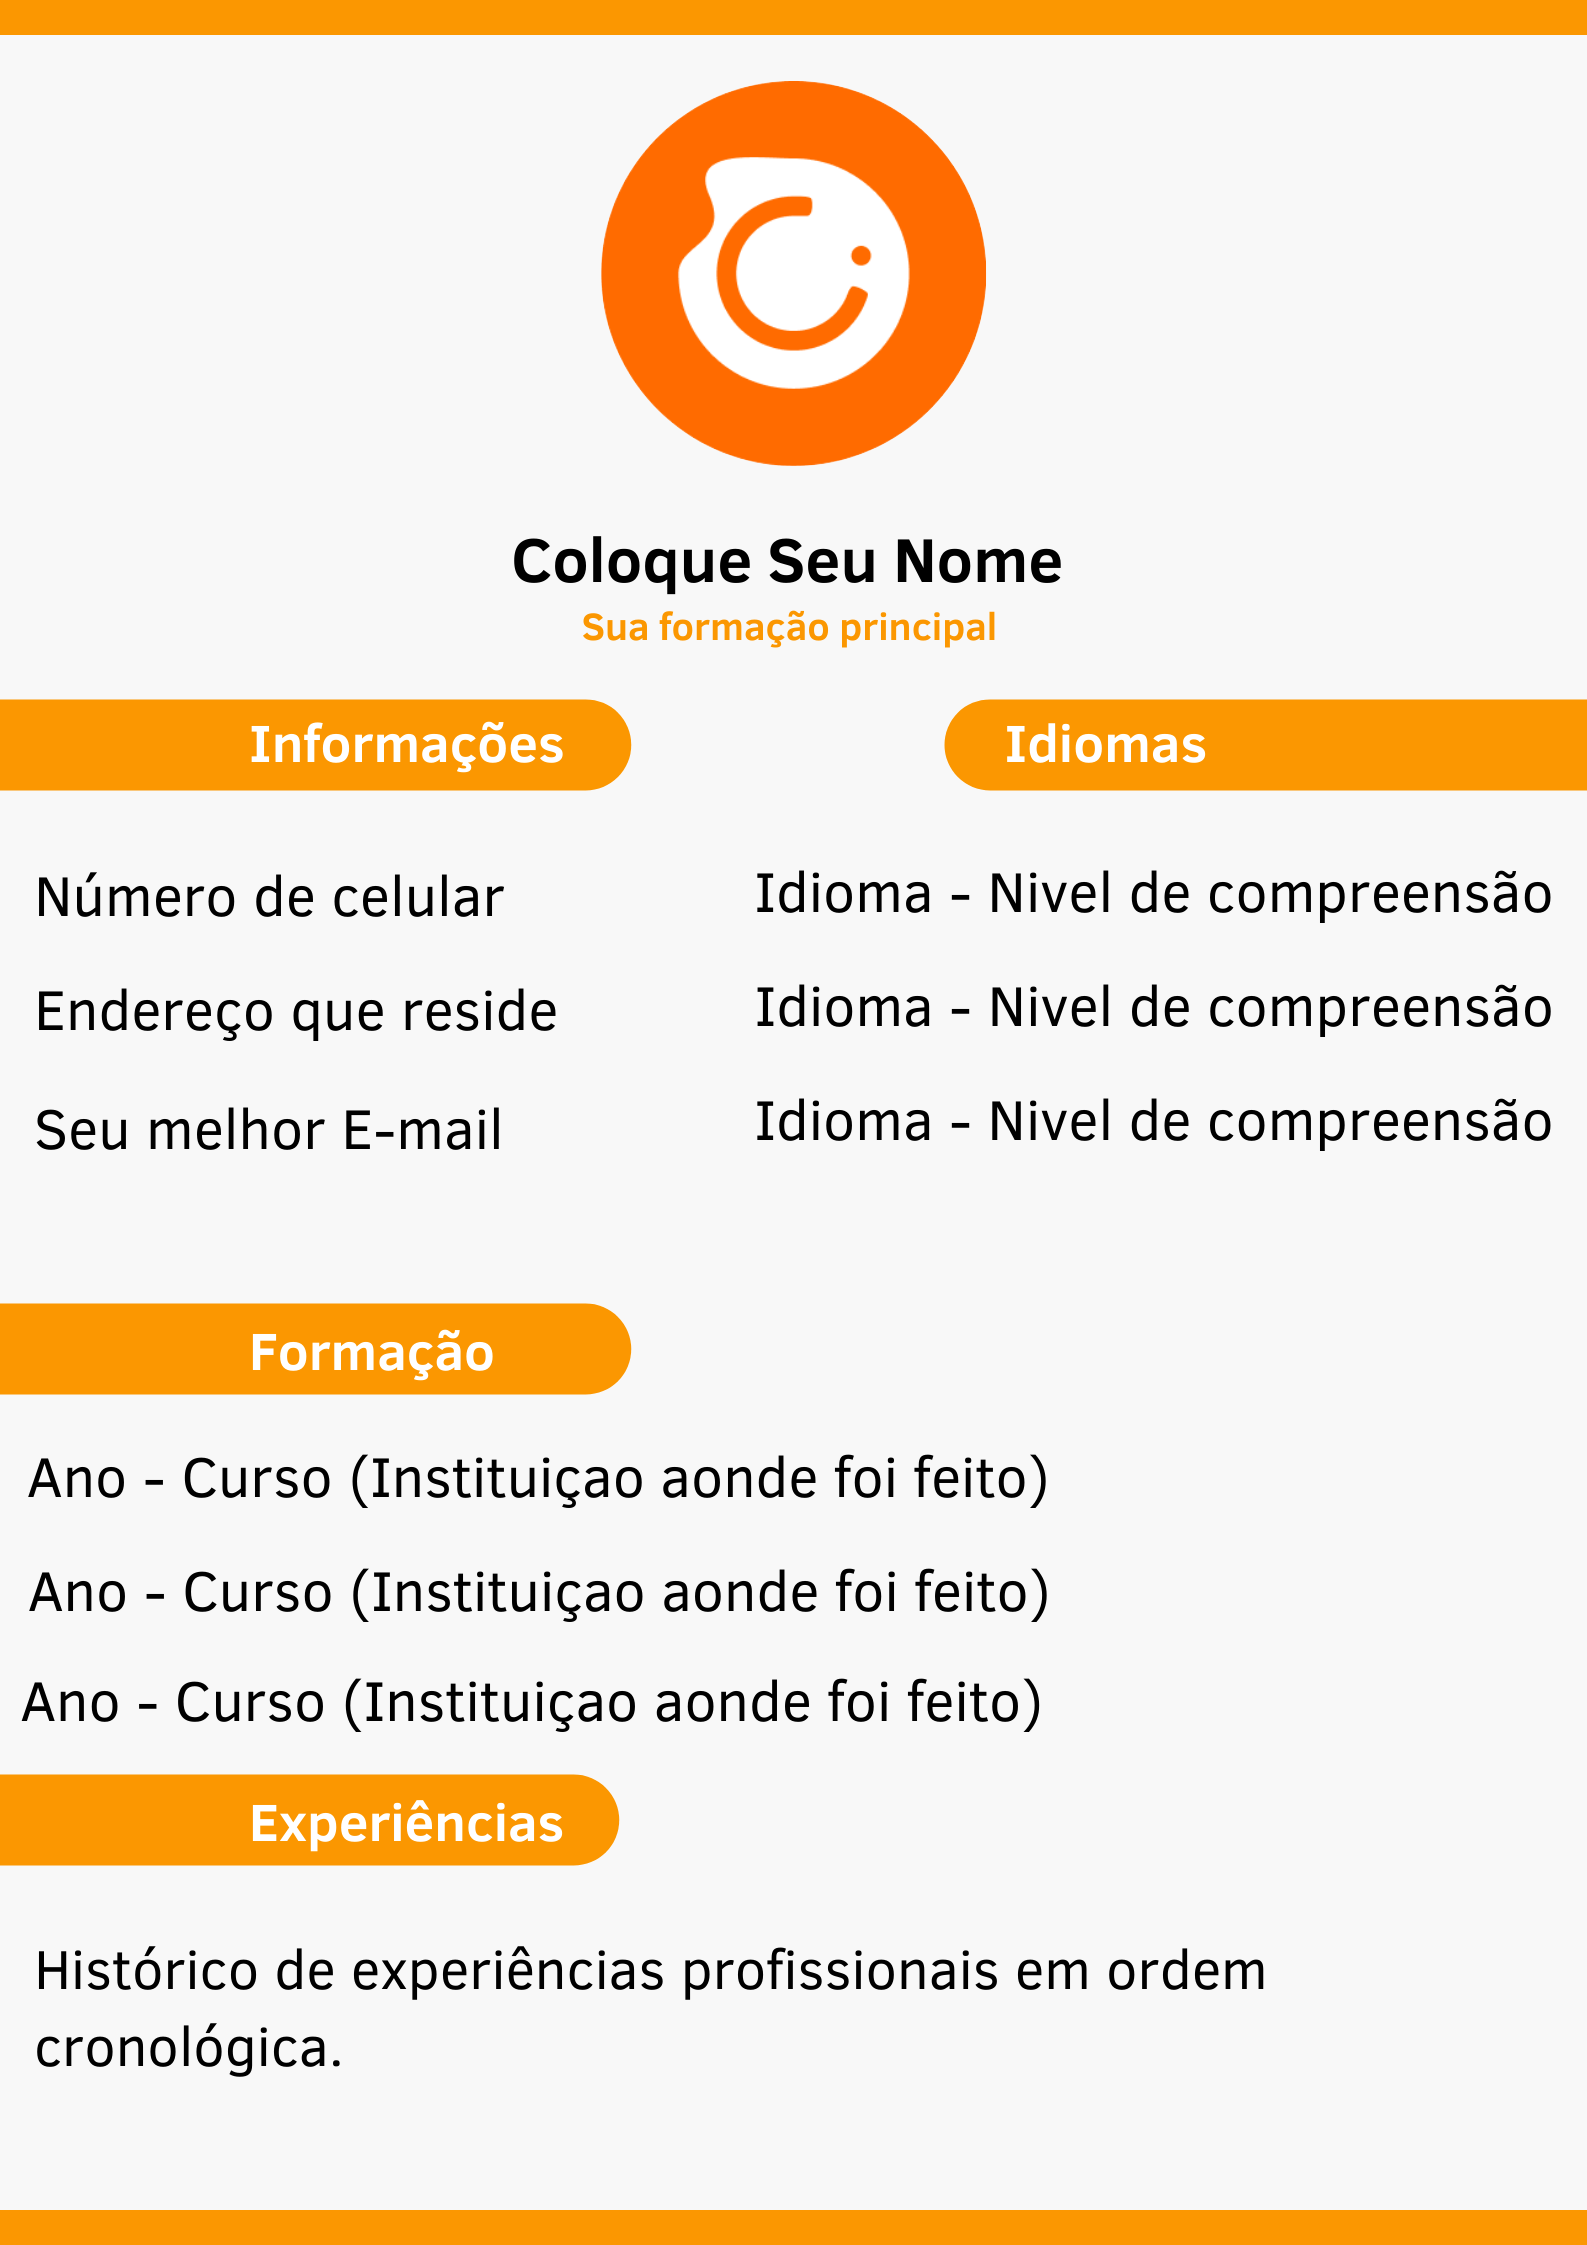 Coloque Seu Nome
Sua formação principal
Informações
Número de celular
Endereço que reside
Seu melhor E-mail
Idiomas
Idioma - Nivel de compreensão
Idioma - Nivel de compreensão
Idioma - Nivel de compreensão
Formação
Ano - Curso (Instituiçao aonde foi feito)
Ano - Curso (Instituiçao aonde foi feito)
Ano - Curso (Instituiçao aonde foi feito)
Experiências
Histórico de experiências profissionais em ordem
cronológica.